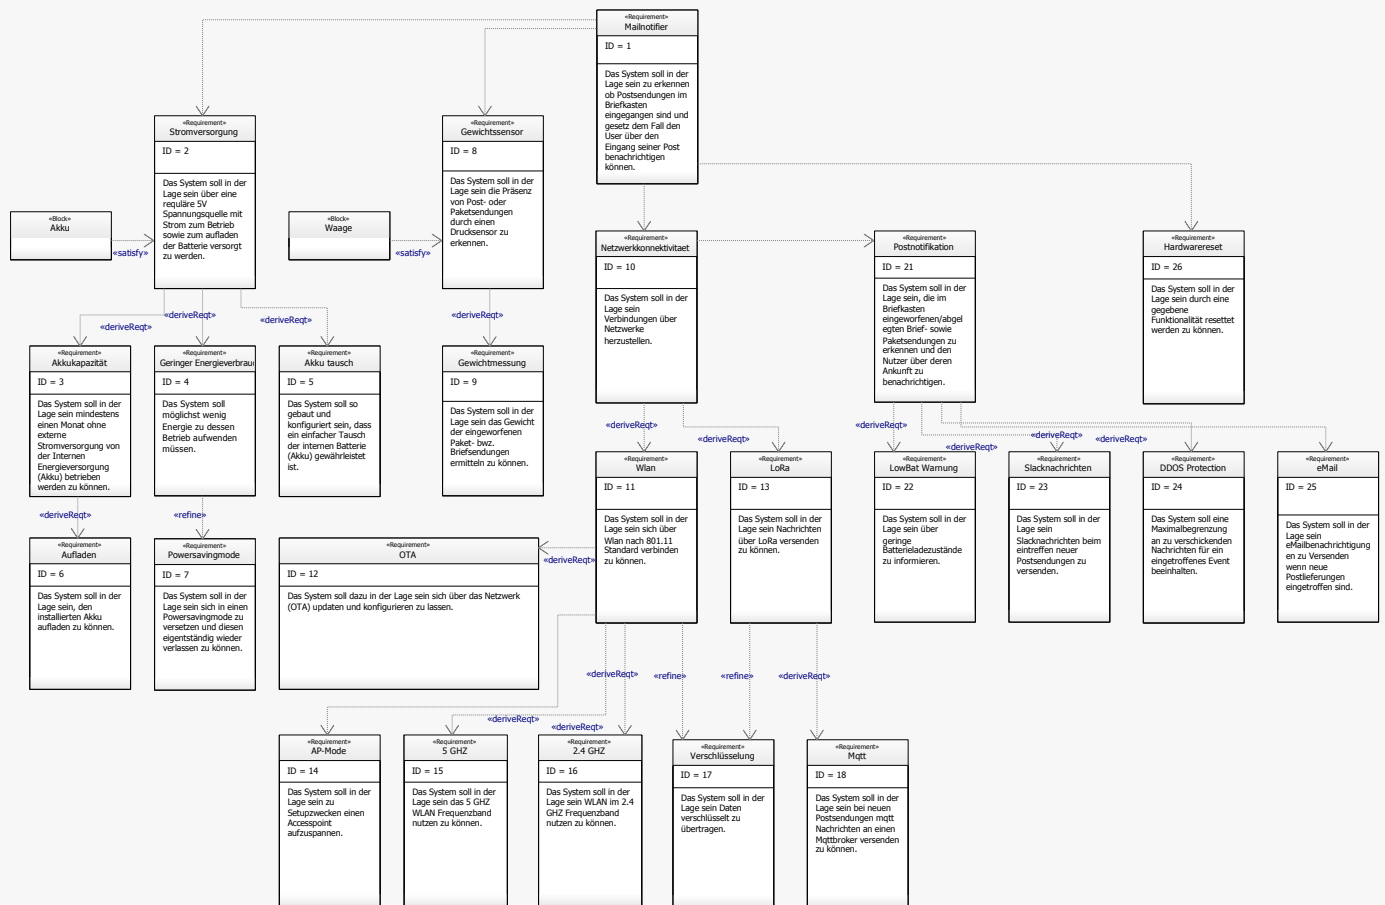 «Requirement»
Mailnotifier
ID = 1
Das System soll in der
Lage sein zu erkennen
ob Postsendungen im
Briefkasten
eingegangen sind und
gesetz dem Fall den
User über den
Eingang seiner Post
benachrichtigen
können.
«Requirement»
Stromversorgung
ID = 2
Das System soll in der
Lage sein über eine
requläre 5V
Spannungsquelle mit
Strom zum Betrieb
sowie zum aufladen
der Batterie versorgt
zu werden.
«Requirement»
Gewichtssensor
ID = 8
Das System soll in der
Lage sein die Präsenz
von Post- oder
Paketsendungen
durch einen
Drucksensor zu
erkennen.
«Block»
Akku
«satisfy»
«Block»
Waage
«satisfy»
«Requirement»
Netzwerkkonnektivitaet
ID = 10
Das System soll in der
Lage sein
Verbindungen über
Netzwerke
herzustellen.
«Requirement»
Postnotifikation
ID = 21
Das System soll in der
Lage sein, die im
Briefkasten
eingeworfenen/abgel
egten Brief- sowie
Paketsendungen zu
erkennen und den
Nutzer über deren
Ankunft zu
benachrichtigen.
«Requirement»
Hardwarereset
ID = 26
Das System soll in der
Lage sein durch eine
gegebene
Funktionalität resettet
werden zu können.
«deriveReqt»
«deriveReqt»
«deriveReqt»
«deriveReqt»
«Requirement»
Akkukapazität
ID = 3
Das System soll in der
Lage sein mindestens
einen Monat ohne
externe
Stromversorgung von
der Internen
Energieversorgung
(Akku) betrieben
werden zu können.
«Requirement»
Geringer Energieverbrau
ID = 4
Das System soll
möglichst wenig
Energie zu dessen
Betrieb aufwenden
müssen.
«Requirement»
Akku tausch
ID = 5
Das System soll so
gebaut und
konfiguriert sein, dass
ein einfacher Tausch
der internen Batterie
(Akku) gewährleistet
ist.
«Requirement»
Gewichtmessung
ID = 9
Das System soll in der
Lage sein das Gewicht
der eingeworfenen
Paket- bwz.
Briefsendungen
ermitteln zu können.
«deriveReqt»
«deriveReqt»
«deriveReqt»
«deriveReqt»
«deriveReqt»
«Requirement»
Wlan
ID = 11
Das System soll in der
Lage sein sich über
Wlan nach 801.11
Standard verbinden
zu können.
«Requirement»
LoRa
ID = 13
Das System soll in der
Lage sein Nachrichten
über LoRa versenden
zu können.
«Requirement»
LowBat Warnung
ID = 22
Das System soll in der
Lage sein über
geringe
Batterieladezustände
zu informieren.
«Requirement»
Slacknachrichten
ID = 23
Das System soll in der
Lage sein
Slacknachrichten beim
eintreffen neuer
Postsendungen zu
versenden.
«Requirement»
DDOS Protection
ID = 24
Das System soll eine
Maximalbegrenzung
an zu verschickenden
Nachrichten für ein
eingetroffenes Event
beeinhalten.
«Requirement»
eMail
ID = 25
Das System soll in der
Lage sein
eMailbenachrichtigung
en zu Versenden
wenn neue
Postlieferungen
eingetroffen sind.
«deriveReqt»
«refine»
«deriveReqt»
«Requirement»
Aufladen
ID = 6
Das System soll in der
Lage sein, den
installierten Akku
aufladen zu können.
«Requirement»
Powersavingmode
ID = 7
Das System soll in der
Lage sein sich in einen
Powersavingmode zu
versetzen und diesen
eigentständig wieder
verlassen zu können.
«Requirement»
OTA
ID = 12
Das System soll dazu in der Lage sein sich über das Netzwerk
(OTA) updaten und konfigurieren zu lassen.
«deriveReqt»
«refine»
«refine»
«deriveReqt»
«deriveReqt»
«deriveReqt»
«Requirement»
AP-Mode
ID = 14
Das System soll in der
Lage sein zu
Setupzwecken einen
Accesspoint
aufzuspannen.
«Requirement»
5 GHZ
ID = 15
Das System soll in der
Lage sein das 5 GHZ
WLAN Frequenzband
nutzen zu können.
«Requirement»
2.4 GHZ
ID = 16
Das System soll in der
Lage sein WLAN im 2.4
GHZ Frequenzband
nutzen zu können.
«Requirement»
Verschlüsselung
ID = 17
Das System soll in der
Lage sein Daten
verschlüsselt zu
übertragen.
«Requirement»
Mqtt
ID = 18
Das System soll in der
Lage sein bei neuen
Postsendungen mqtt
Nachrichten an einen
Mqttbroker versenden
zu können.